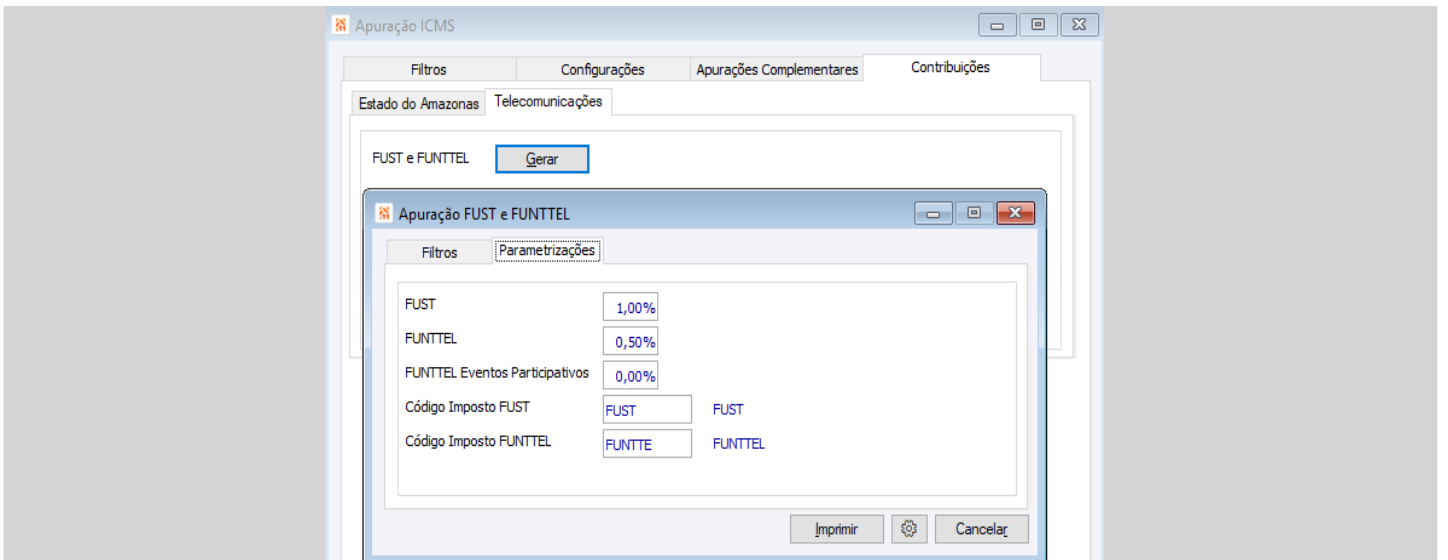 Apuração ICMS
Filtros Configurações Apurações Complementares Contribuições
Estado do Amazonas Telecomunicações
FUST e FUNTTEL Gerar
Apuração FUST e FUNTTEL
Filtros Parametrizações
FUST 1,00%
FUNTTEL 0,50%
FUNTTEL Eventos Participativos 0,00%
Código Imposto FUST FUST FUST
Código Imposto FUNTTEL FUNTTE FUNTTEL
Imprimir Cancelar